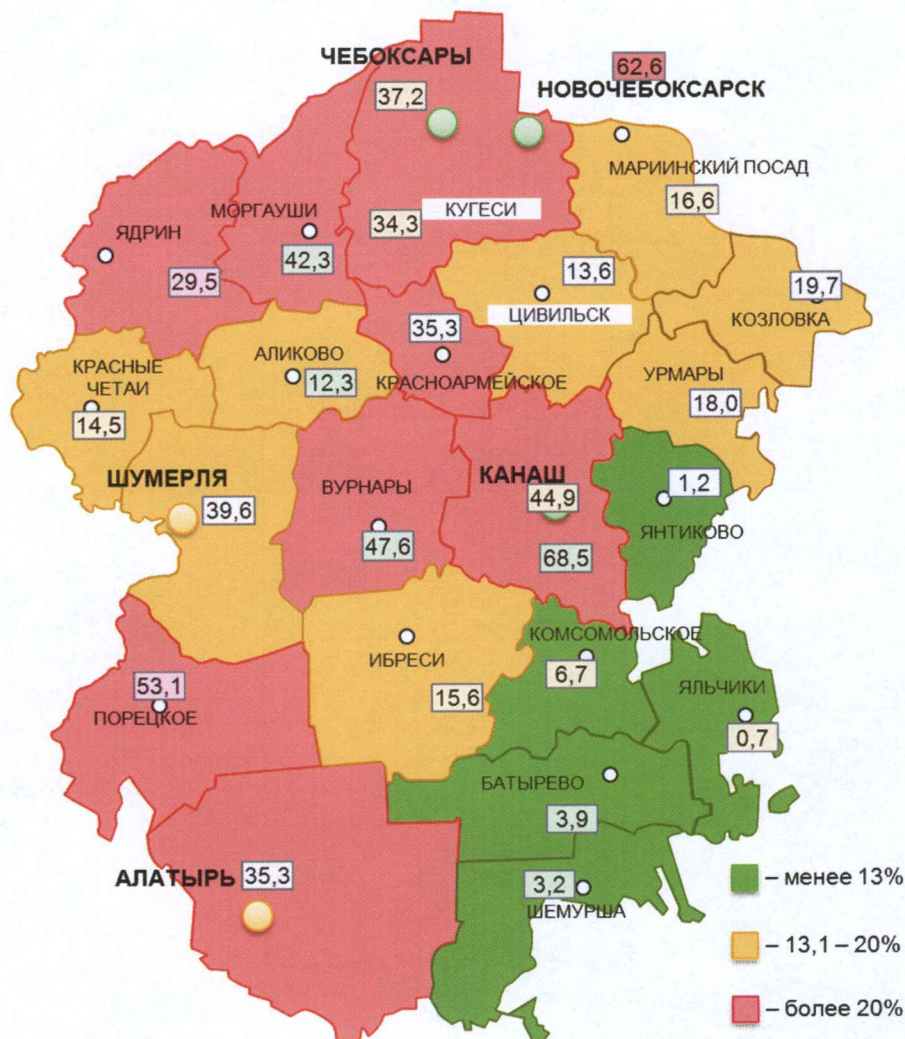 ЧЕБОКСАРЫ
37,2
62,6
НОВОЧЕБОКСАРСК
МАРИИНСКИЙ ПОСАД
16,6
МОРГАУШИ
42,3
34,3
КУГЕСИ
ЯДРИН
29,5
13,6
ЦИВИЛЬСК
19,7
КОЗЛОВКА
35,3
КРАСНОАРМЕЙСКОЕ
АЛИКОВО
12,3
КРАСНЫЕ
ЧЕТАИ
14,5
УРМАРЫ
18,0
ШУМЕРЛЯ
39,6
ВУРНАРЫ
47,6
КАНАШ
44,9
68,5
1,2
ЯНТИКОВО
КОМСОМОЛЬСКОЕ
6,7
ИБРЕСИ
15,6
ЯЛЬЧИКИ
0,7
53,1
ПОРЕЦКОЕ
БАТЫРЕВО
3,9
АЛАТЫРЬ
35,3
3,2
ШЕМУРША
– менее 13%
– 13,1 – 20%
– более 20%